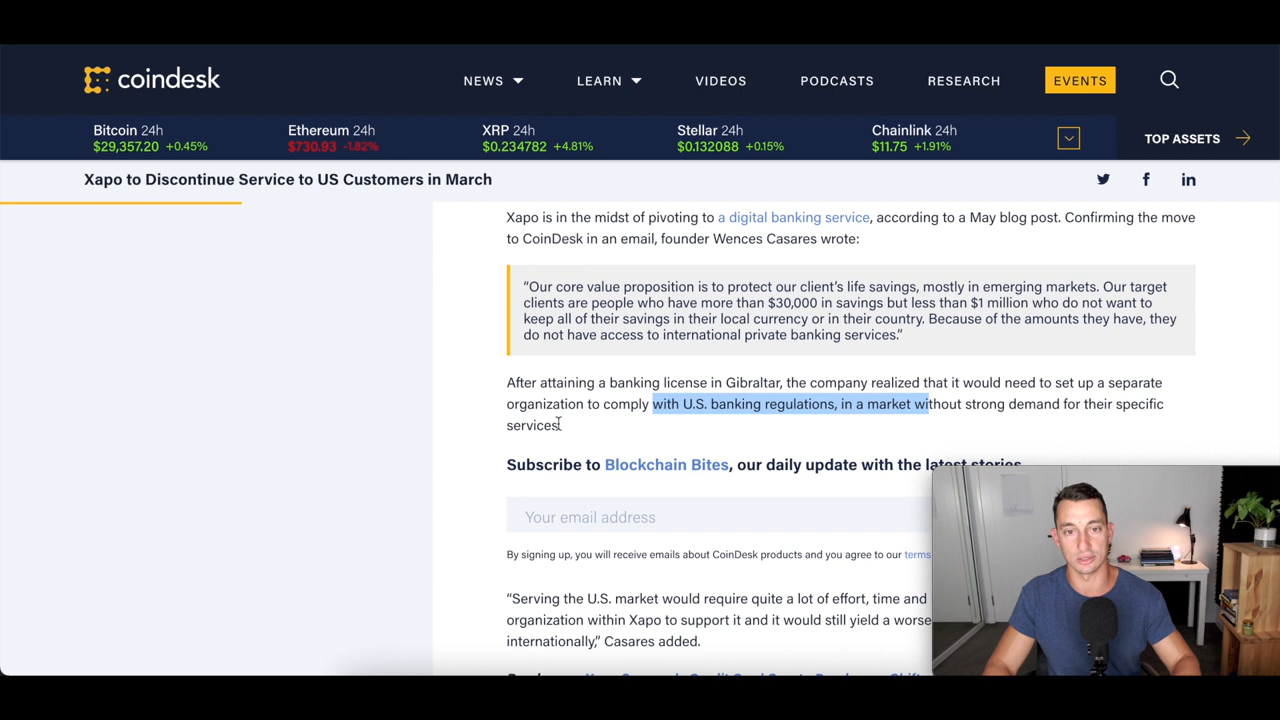 coindesk
NEWS LEARN VIDEOS PODCASTS RESEARCH EVENTS
Bitcoin 24h Ethereum 24h XRP 24h Stellar 24h Chainlink 24h
$29,357.20 +0.45% $730.93 -1.82% $0.234782 +4.81% $0.132088 +0.15% $11.75 +1.91%
TOP ASSETS
Xapo to Discontinue Service to US Customers in March
Xapo is in the midst of pivoting to a digital banking service, according to a May blog post. Confirming the move
to CoinDesk in an email, founder Wences Casares wrote:
“Our core value proposition is to protect our client’s life savings, mostly in emerging markets. Our target
clients are people who have more than $30,000 in savings but less than $1 million who do not want to
keep all of their savings in their local currency or in their country. Because of the amounts they have, they
do not have access to international private banking services.”
After attaining a banking license in Gibraltar, the company realized that it would need to set up a separate
organization to comply with U.S. banking regulations, in a market without strong demand for their specific
services.
Subscribe to Blockchain Bites, our daily update with the latest stories.
Your email address
By signing up, you will receive emails about CoinDesk products and you agree to our terms
“Serving the U.S. market would require quite a lot of effort, time and
organization within Xapo to support it and it would still yield a worse
internationally,” Casares added.